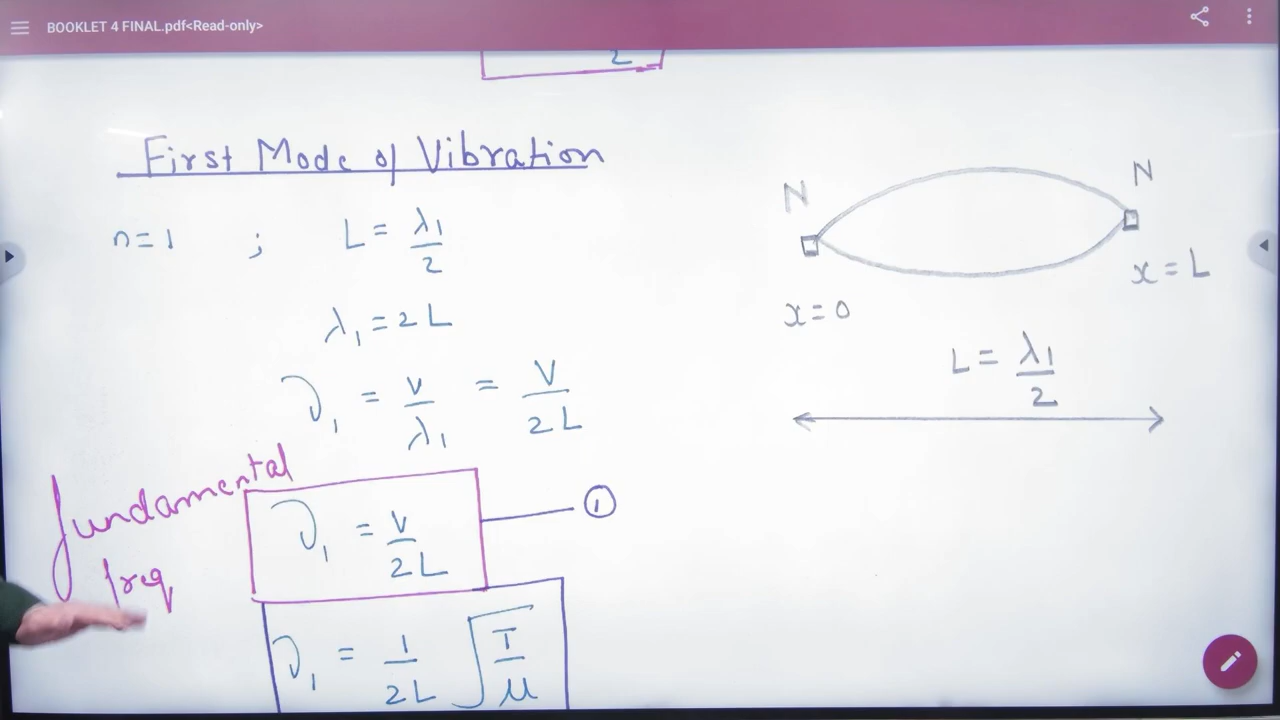 BOOKLET 4 FINAL.pdf<Read-only>
2
First Mode of Vibration
n=1 ; L = λ₁/2
λ₁ = 2L
ν₁ = v/λ₁ = v/2L
fundamental freq
ν₁ = v/2L — ①
ν₁ = 1/2L √T/μ
N N
x=0 x=L
L = λ₁/2